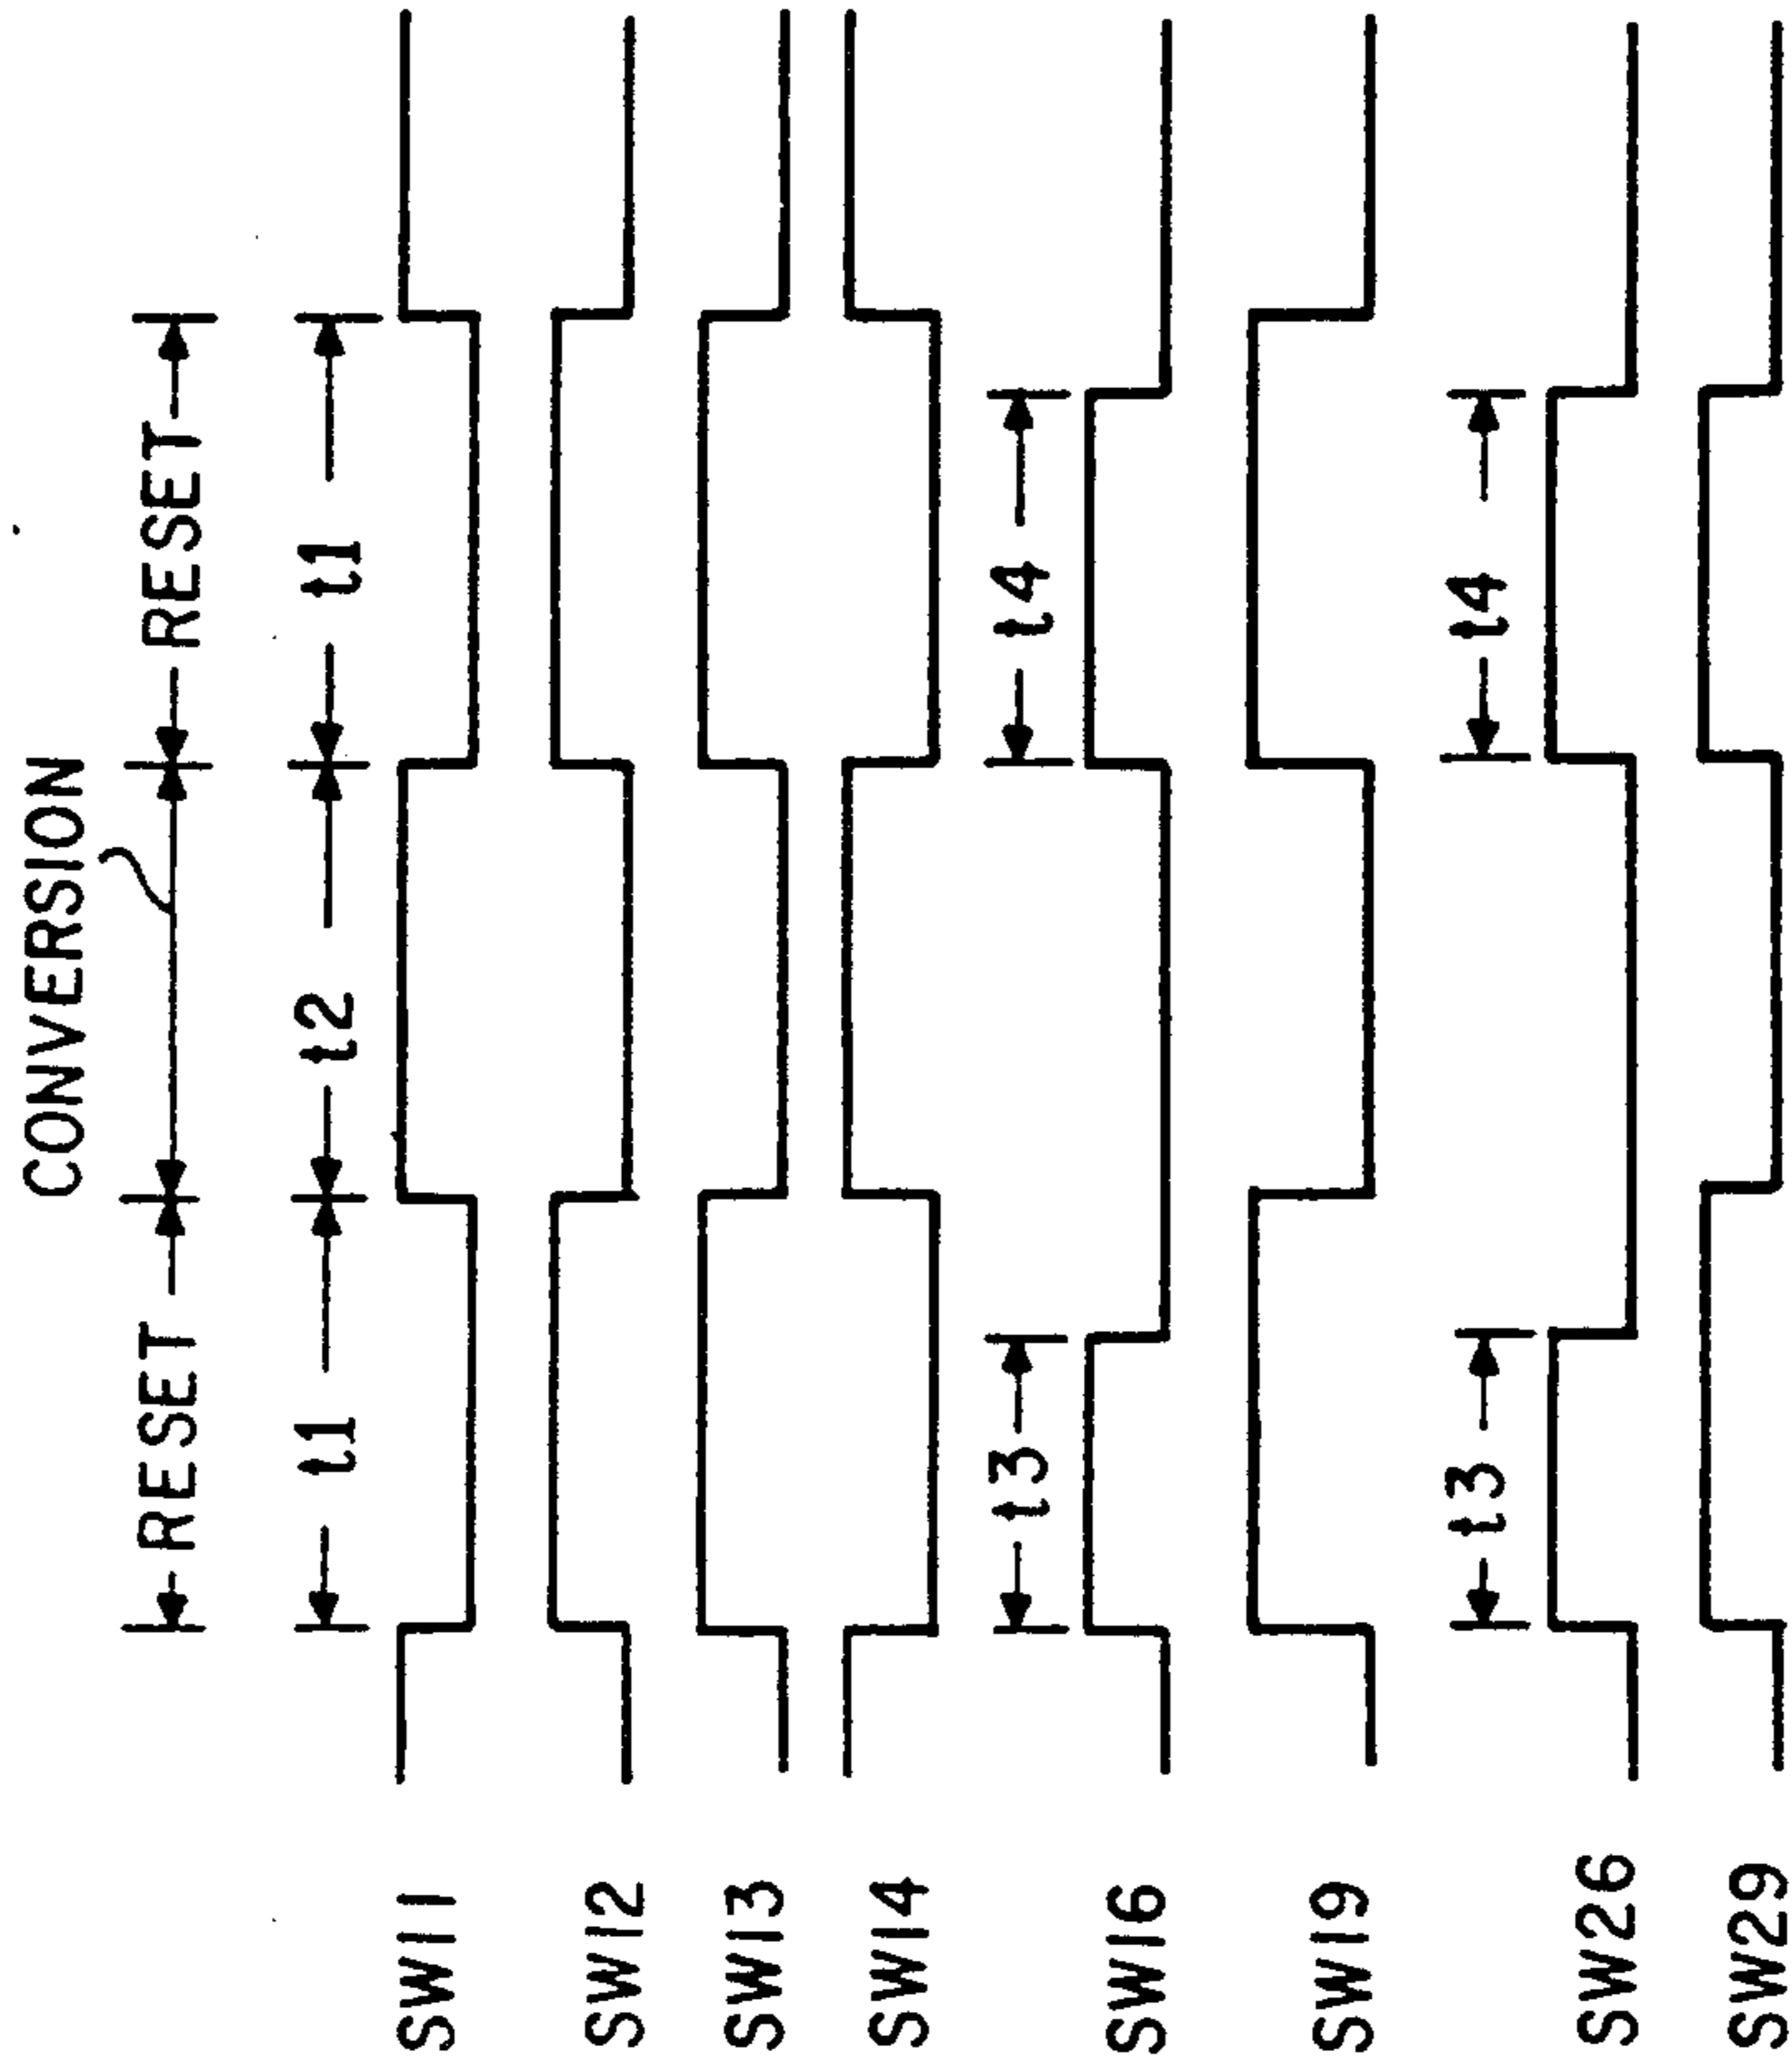 CONVERSION
RESET RESET
t1 t2 t1
SW11
SW12
SW13
SW14
t3 t4
SW16
SW19
t3 t4
SW26
SW29